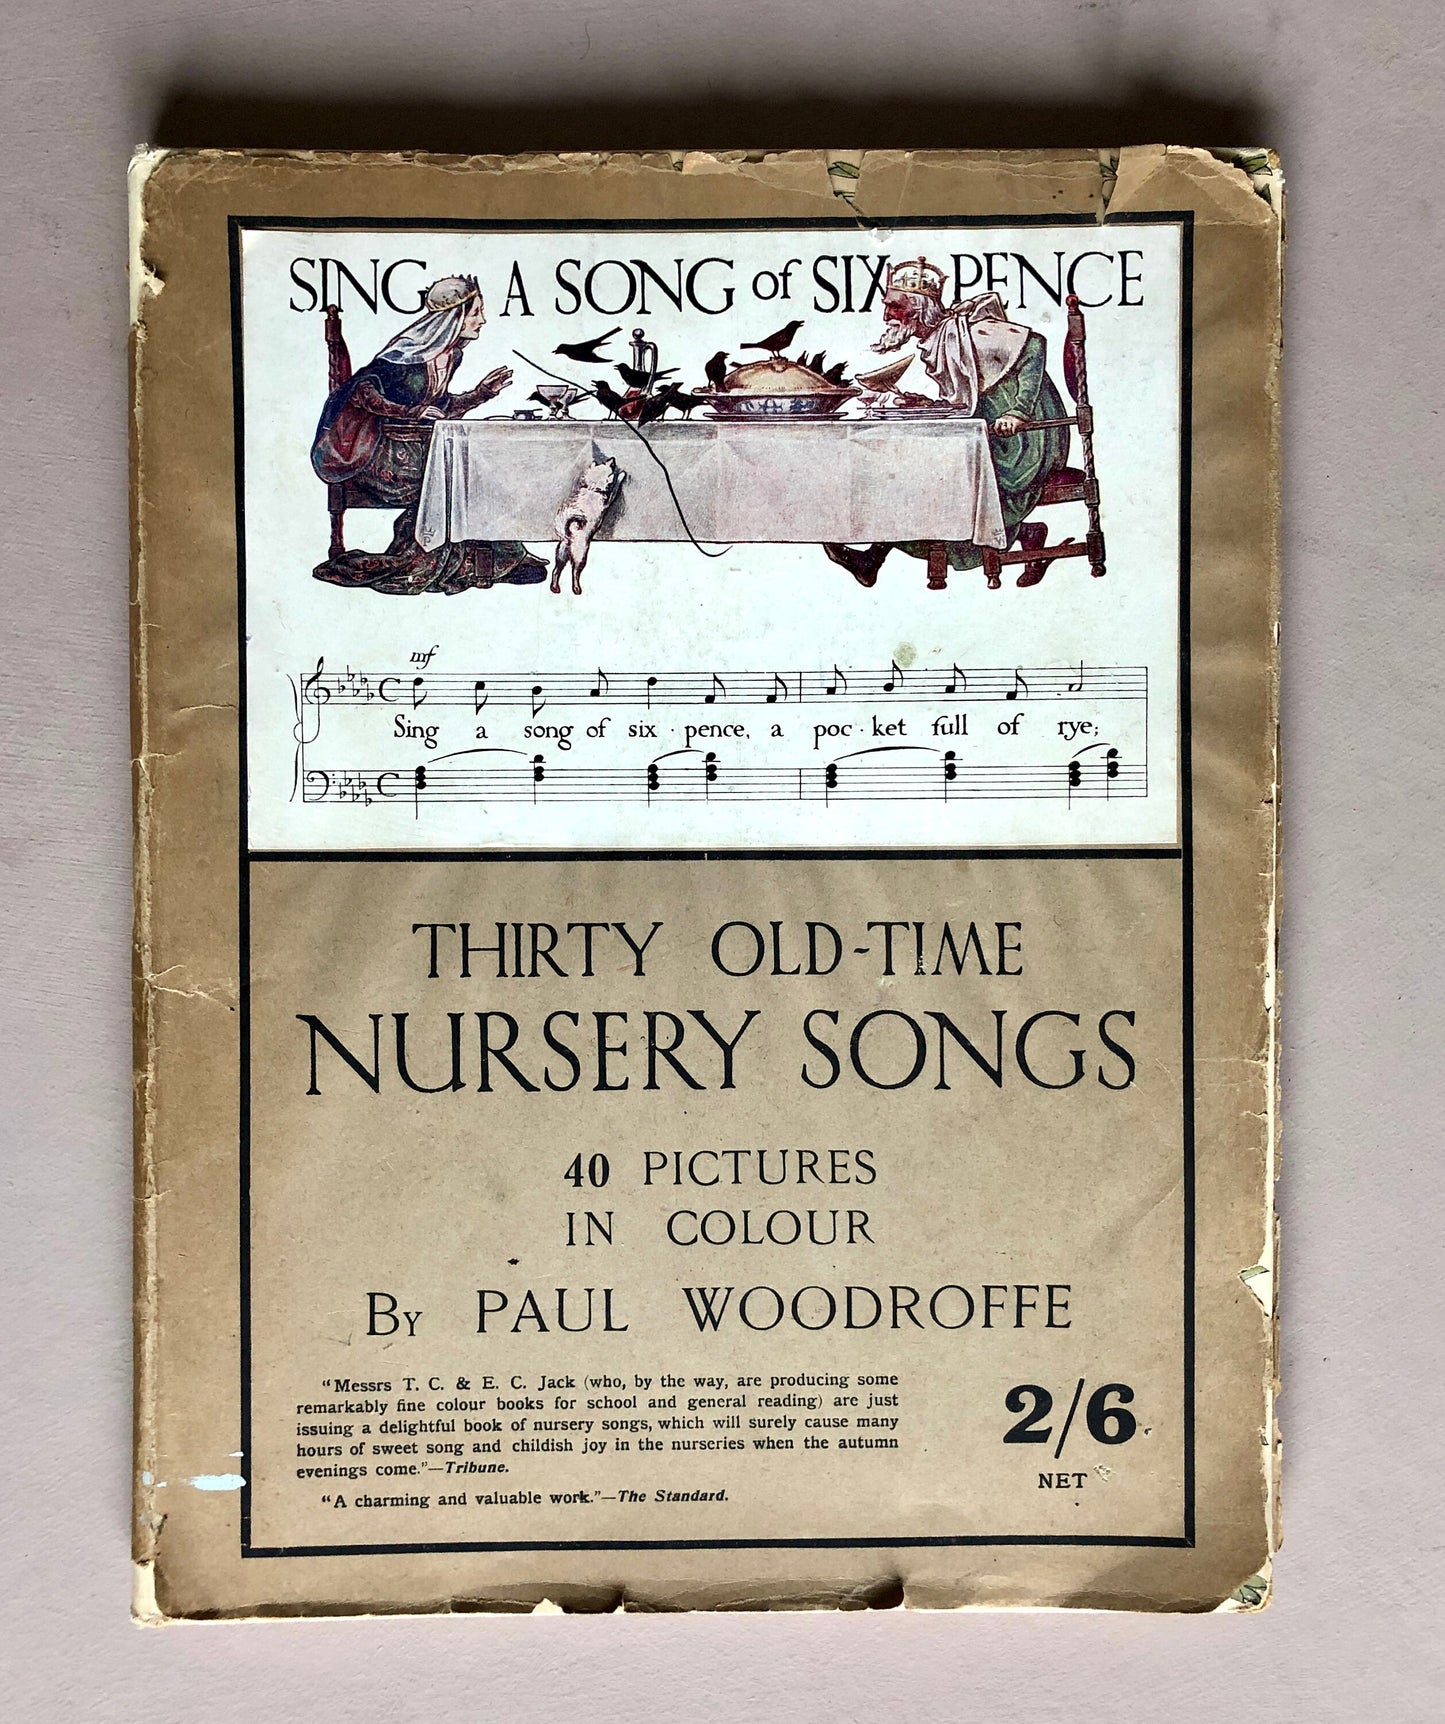 SING A SONG of SIXPENCE
mf
Sing a song of six · pence, a poc · ket full of rye;
THIRTY OLD-TIME
NURSERY SONGS
40 PICTURES
IN COLOUR
By PAUL WOODROFFE
"Messrs T. C. & E. C. Jack (who, by the way, are producing some
remarkably fine colour books for school and general reading) are just
issuing a delightful book of nursery songs, which will surely cause many
hours of sweet song and childish joy in the nurseries when the autumn
evenings come."—Tribune.
"A charming and valuable work."—The Standard.
2/6
NET